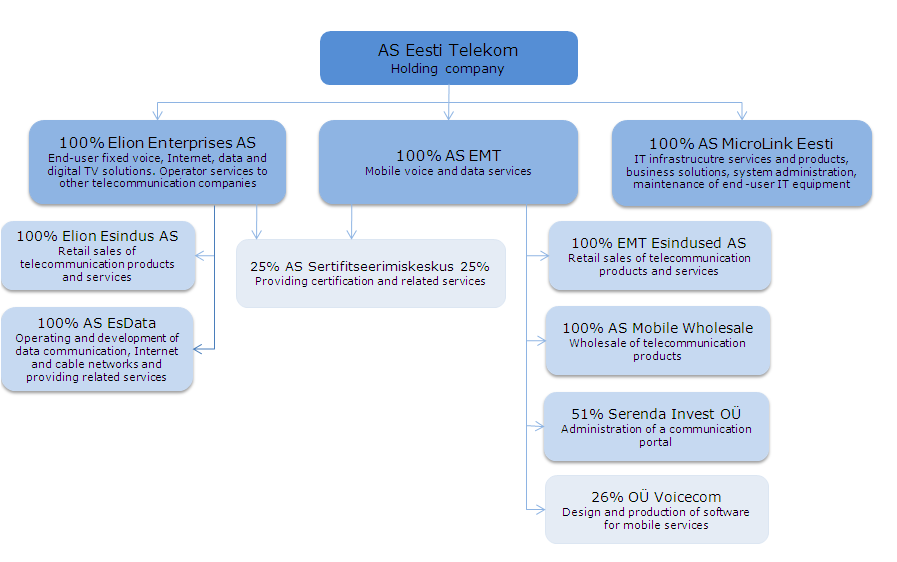 AS Eesti Telekom
Holding company
100% Elion Enterprises AS
End-user fixed voice, Internet, data and
digital TV solutions. Operator services to
other telecommunication companies
100% AS EMT
Mobile voice and data services
100% AS MicroLink Eesti
IT infrastrucutre services and products,
business solutions, system administration,
maintenance of end-user IT equipment
100% Elion Esindus AS
Retail sales of
telecommunication products
and services
100% AS EsData
Operating and development of
data communication, Internet
and cable networks and
providing related services
25% AS Sertifitseerimiskeskus 25%
Providing certification and related services
100% EMT Esindused AS
Retail sales of telecommunication
products and services
100% AS Mobile Wholesale
Wholesale of telecommunication
products
51% Serenda Invest OÜ
Administration of a communication
portal
26% OÜ Voicecom
Design and production of software
for mobile services